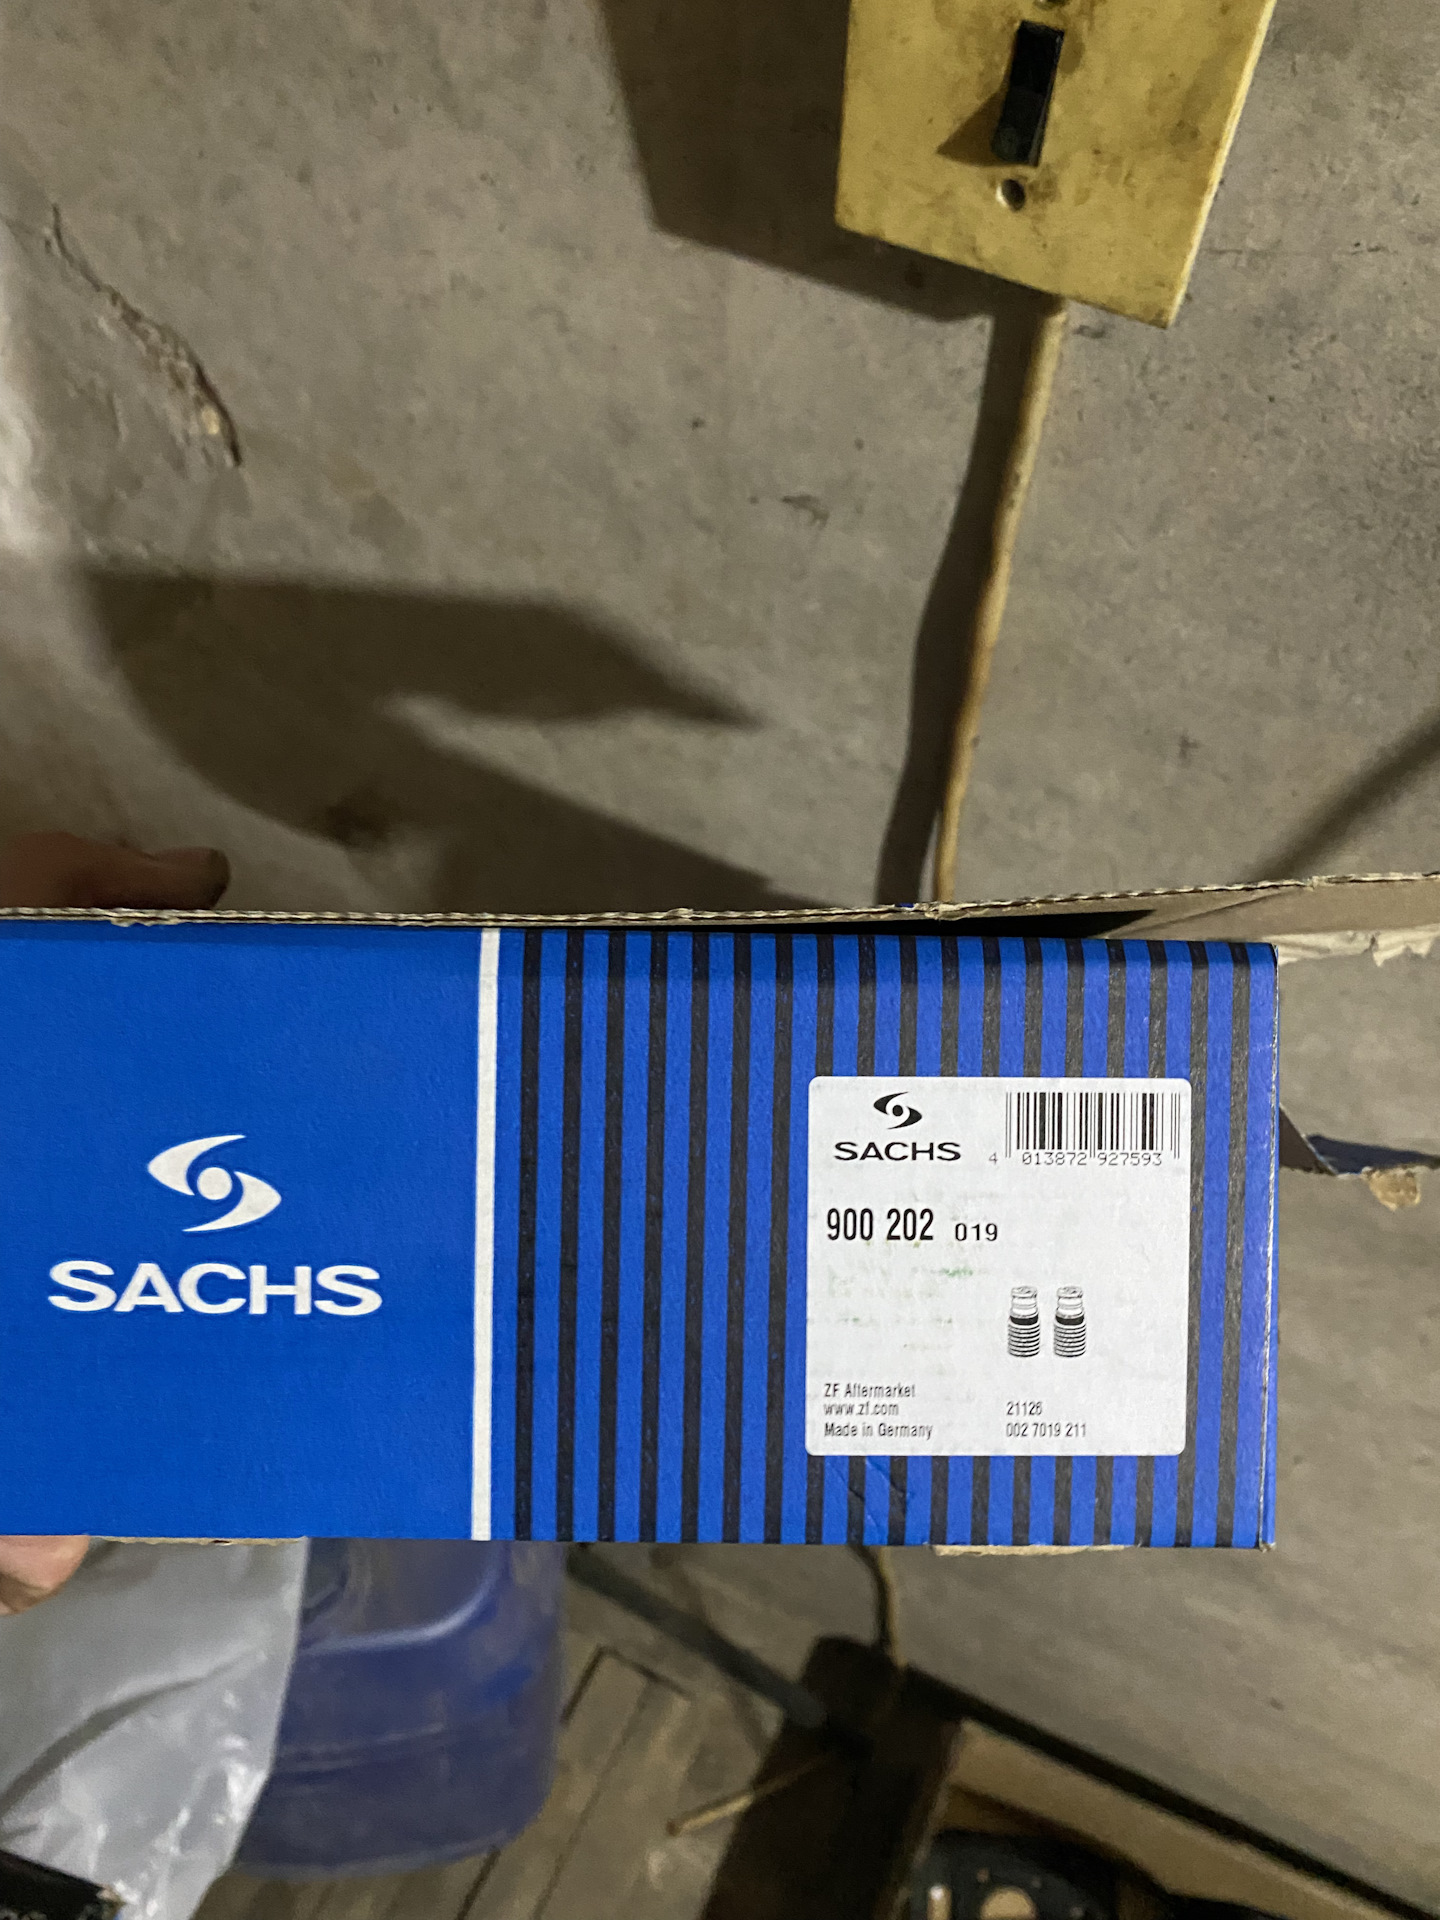 SACHS
SACHS
4 013872 927593
900 202 019
ZF Aftermarket
www.zf.com
Made in Germany
21126
002 7019 211